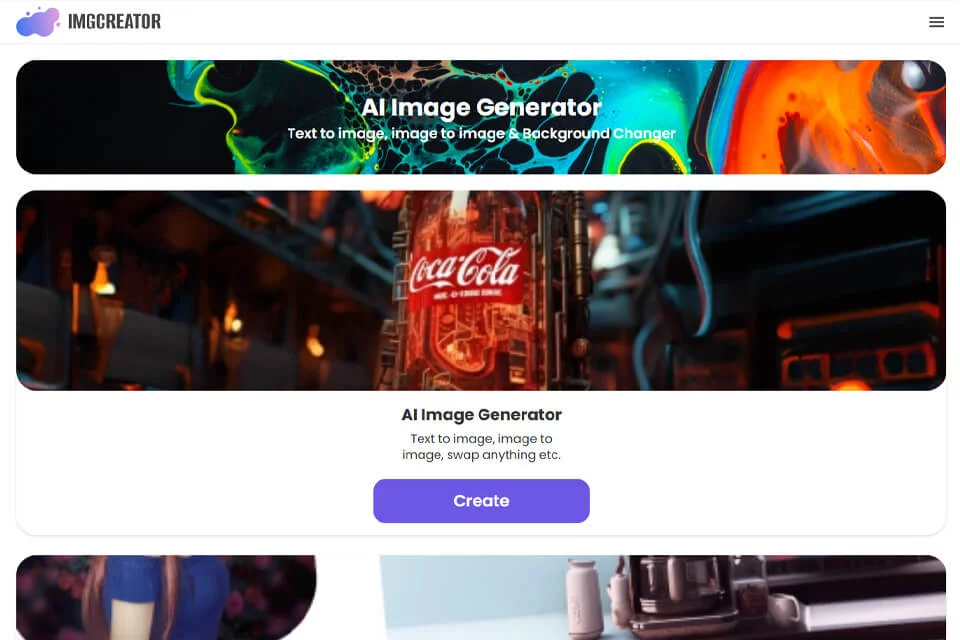 IMGCREATOR
AI Image Generator
Text to image, image to image & Background Changer
Coca-Cola
AI Image Generator
Text to image, image to
image, swap anything etc.
Create